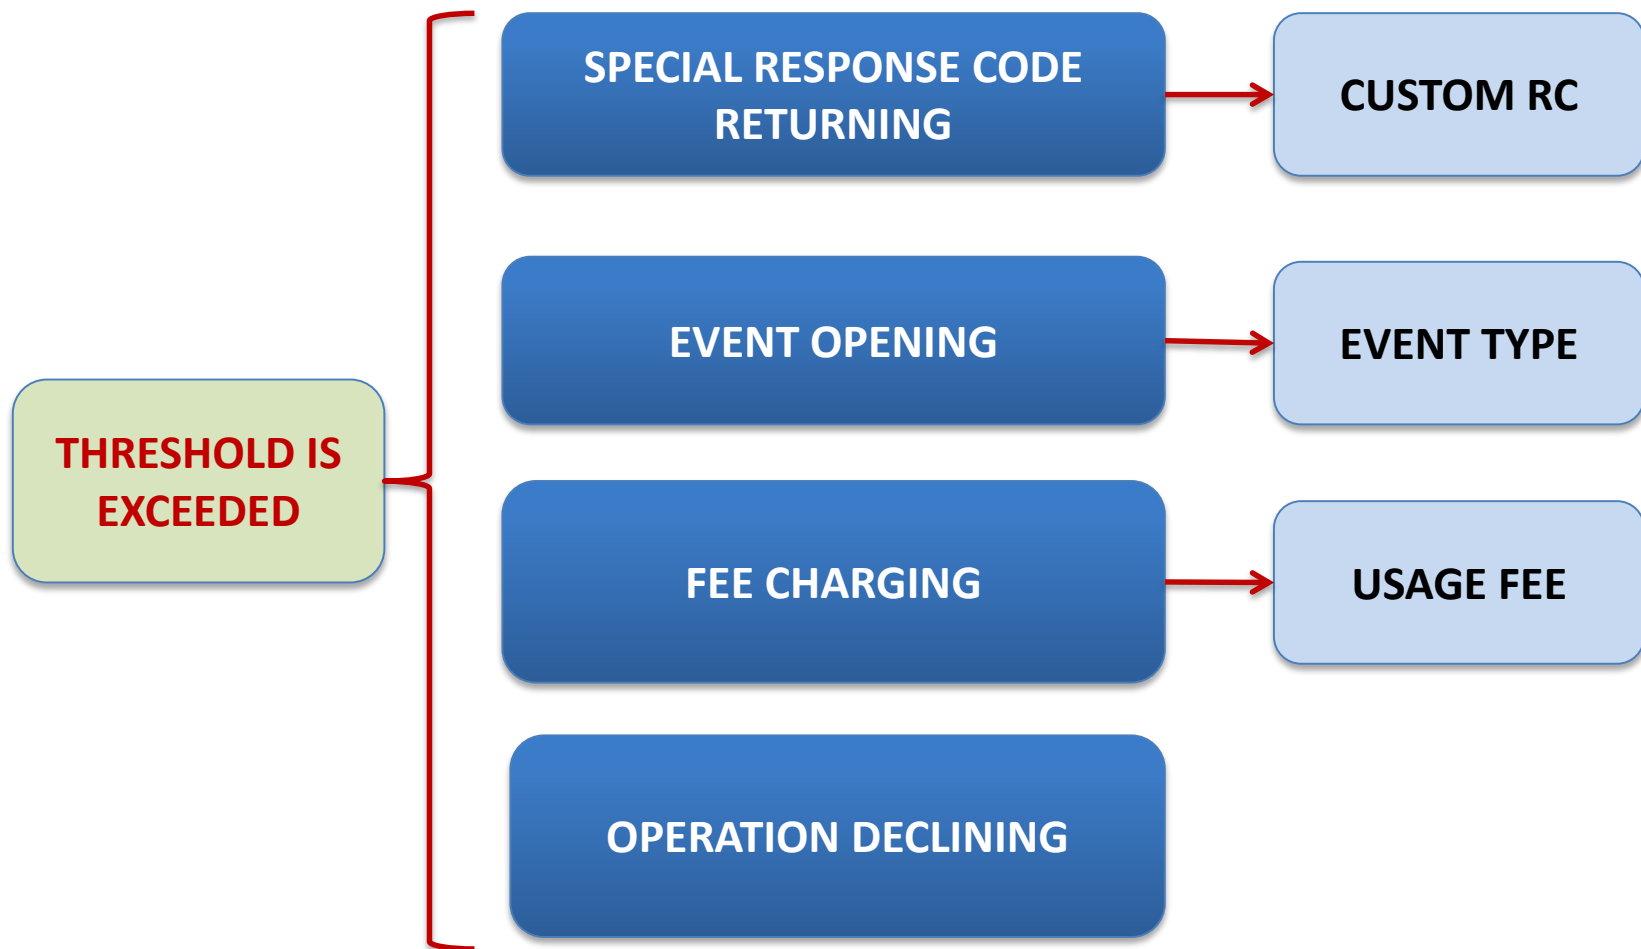 SPECIAL RESPONSE CODE
RETURNING
CUSTOM RC
EVENT OPENING
EVENT TYPE
THRESHOLD IS
EXCEEDED
FEE CHARGING
USAGE FEE
OPERATION DECLINING